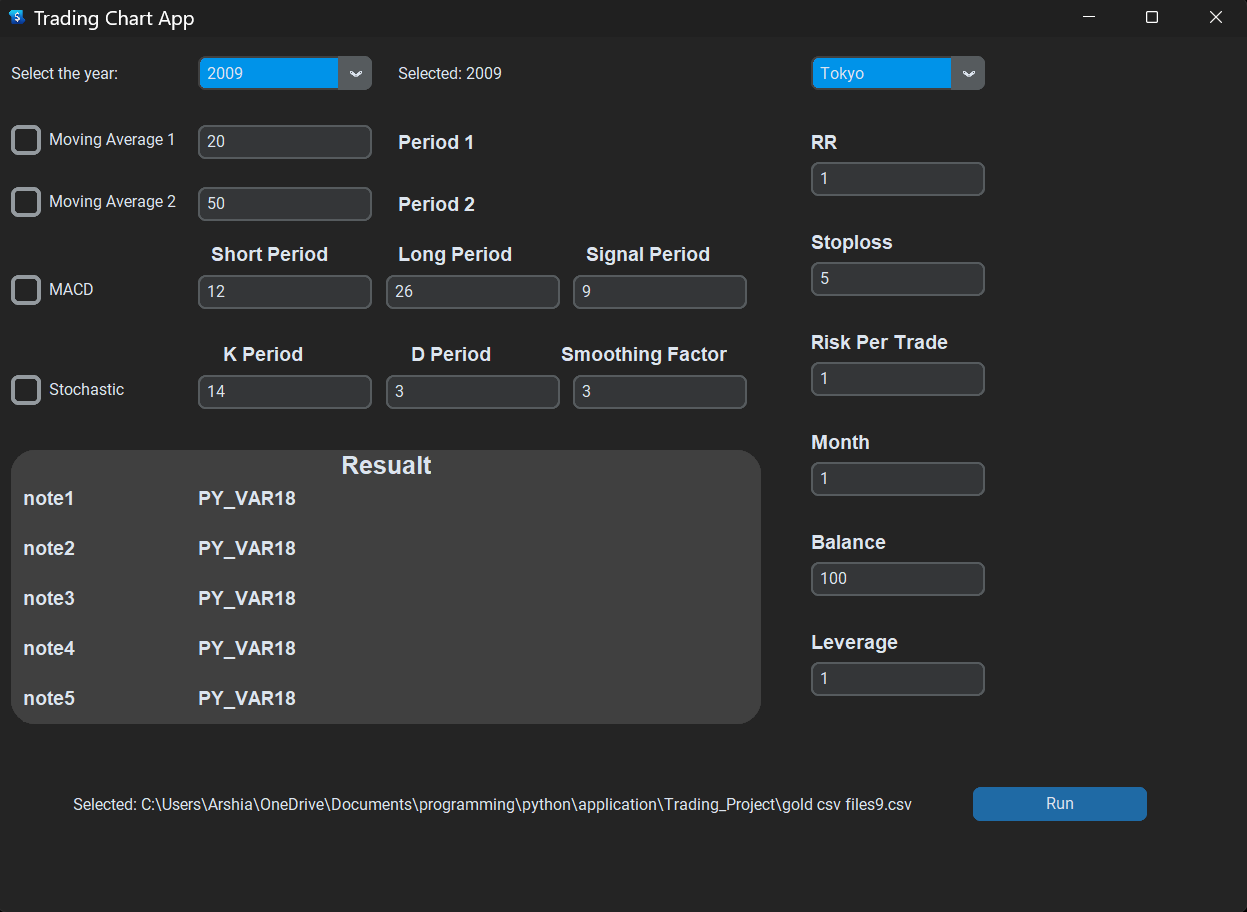 Trading Chart App
Select the year: 2009 Selected: 2009 Tokyo
Moving Average 1 20 Period 1
RR
1
Moving Average 2 50 Period 2
Short Period Long Period Signal Period
MACD 12 26 9
Stoploss
5
K Period D Period Smoothing Factor
Stochastic 14 3 3
Risk Per Trade
1
Month
1
Balance
100
Leverage
1
Resualt
note1 PY_VAR18
note2 PY_VAR18
note3 PY_VAR18
note4 PY_VAR18
note5 PY_VAR18
Selected: C:\Users\Arshia\OneDrive\Documents\programming\python\application\Trading_Project\gold csv files9.csv
Run